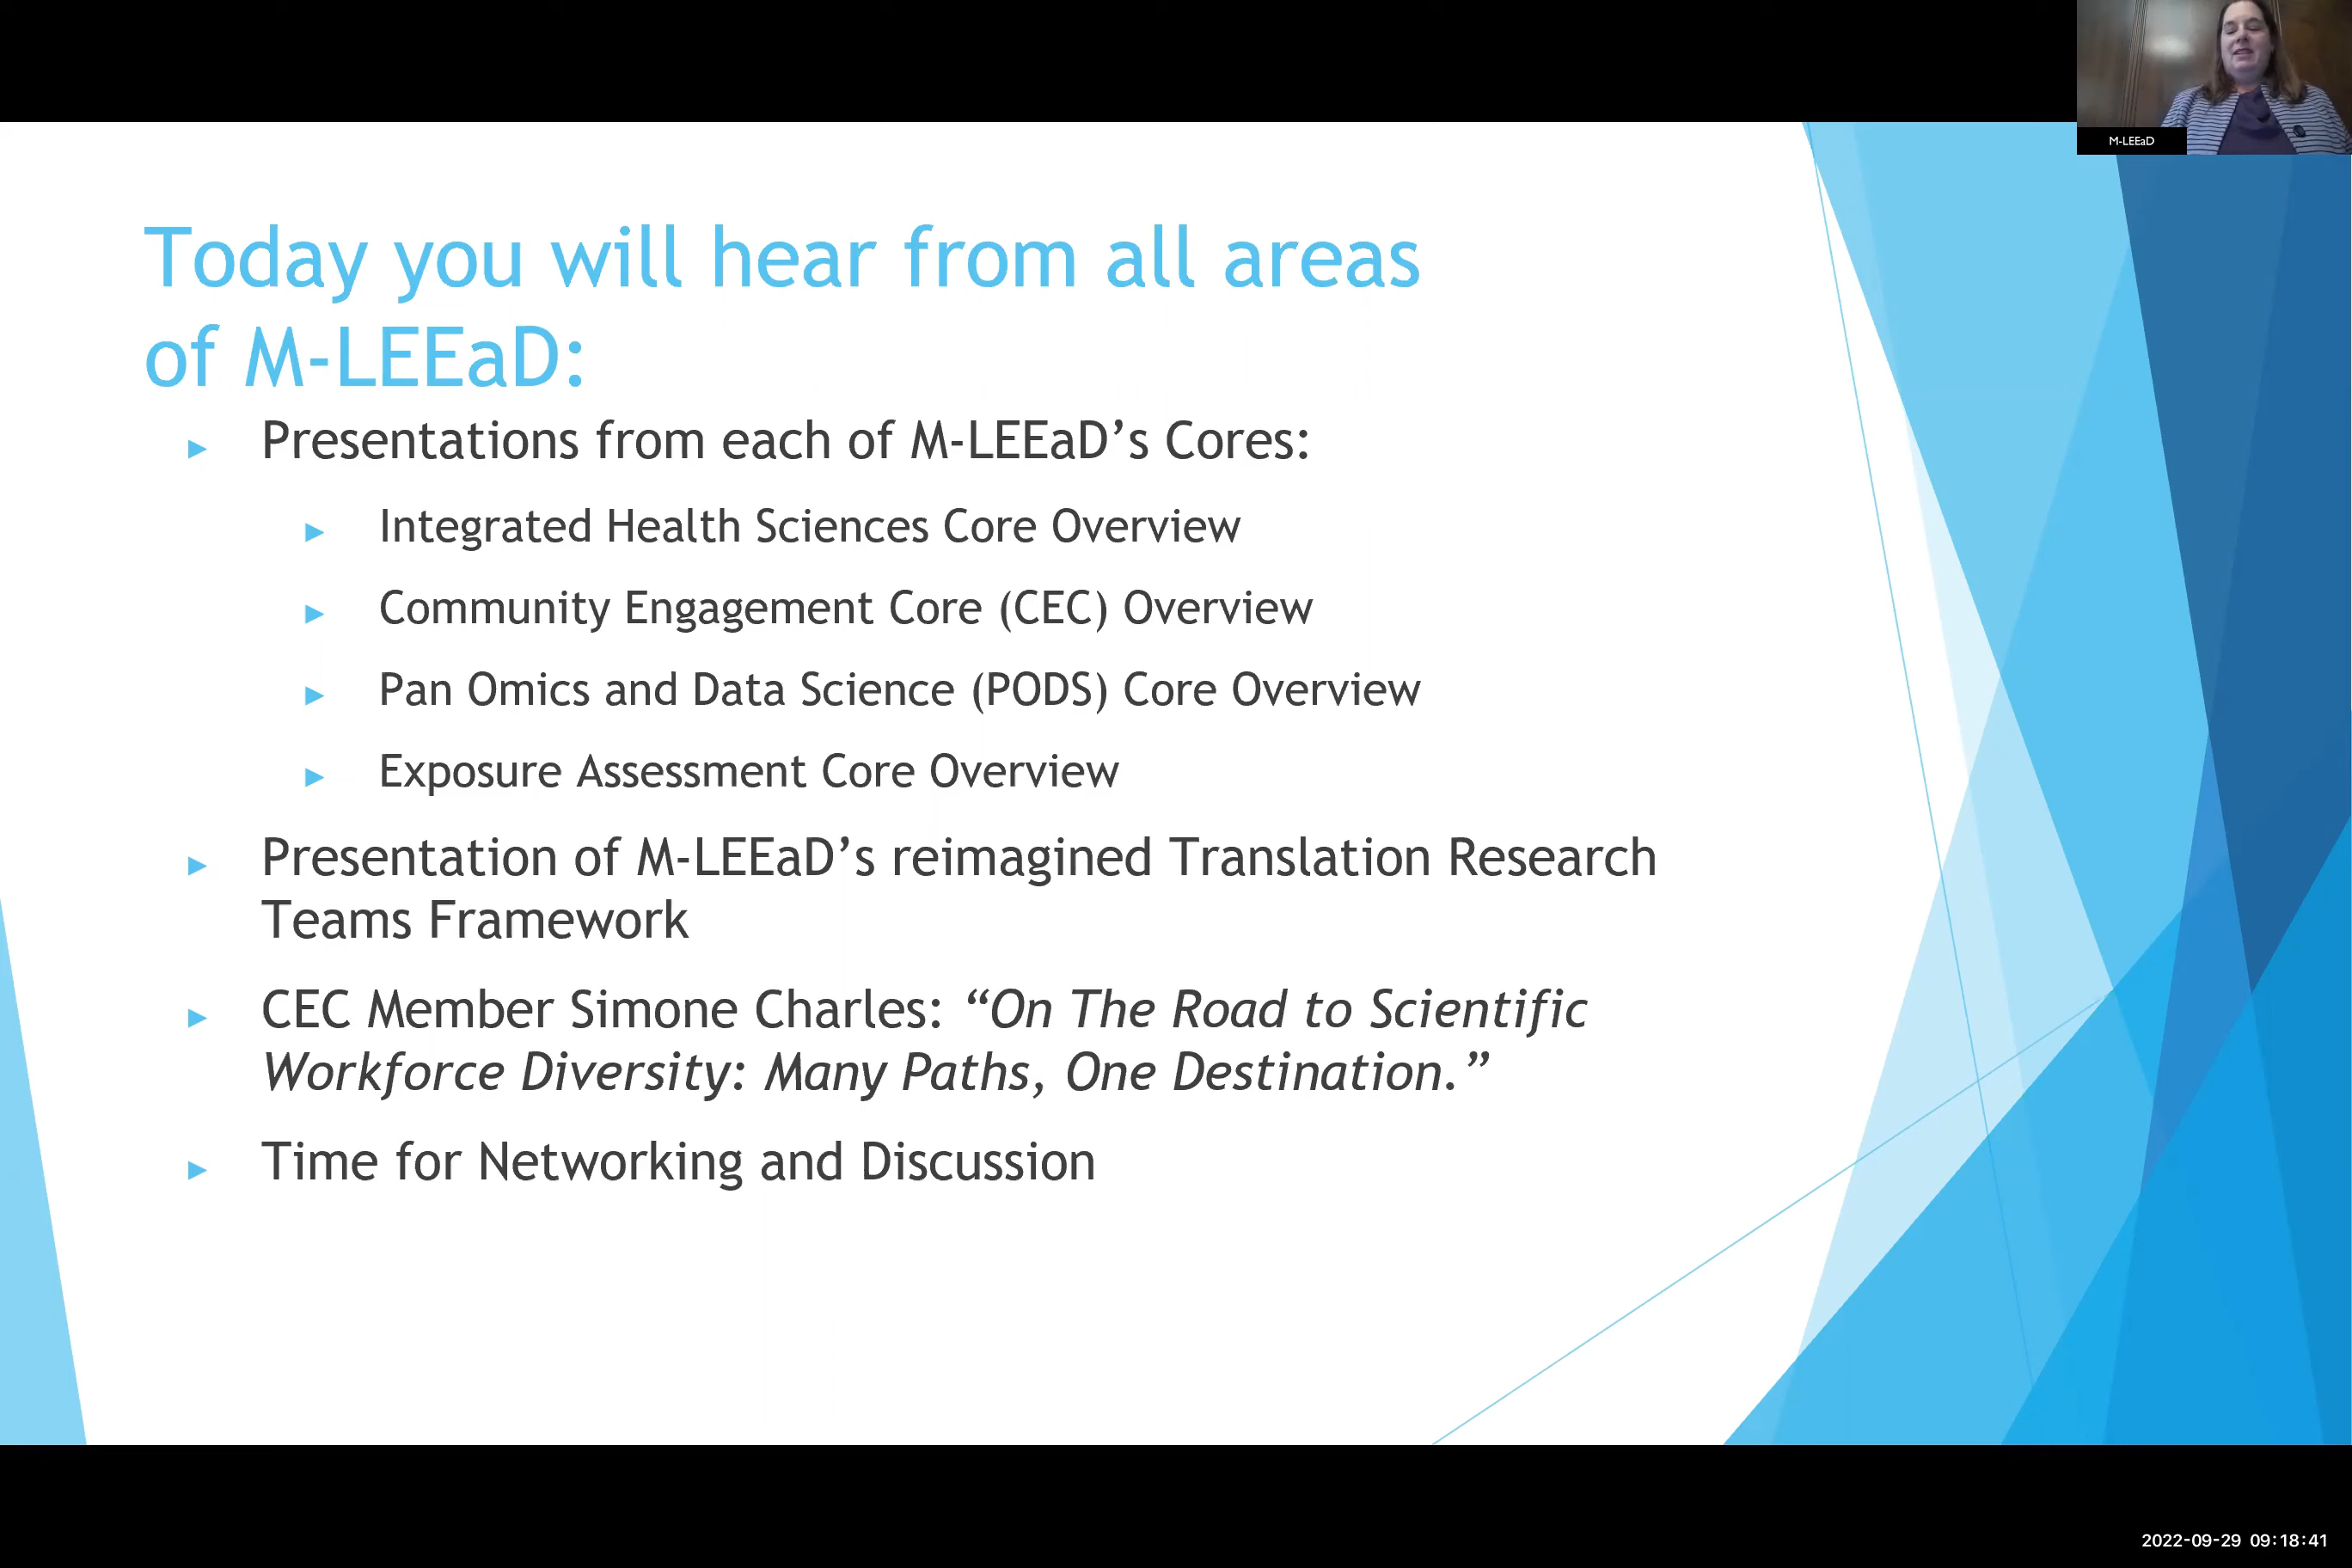 M-LEEaD
Today you will hear from all areas
of M-LEEaD:
► Presentations from each of M-LEEaD’s Cores:
► Integrated Health Sciences Core Overview
► Community Engagement Core (CEC) Overview
► Pan Omics and Data Science (PODS) Core Overview
► Exposure Assessment Core Overview
► Presentation of M-LEEaD’s reimagined Translation Research
Teams Framework
► CEC Member Simone Charles: “On The Road to Scientific
Workforce Diversity: Many Paths, One Destination.”
► Time for Networking and Discussion
2022-09-29 09:18:41